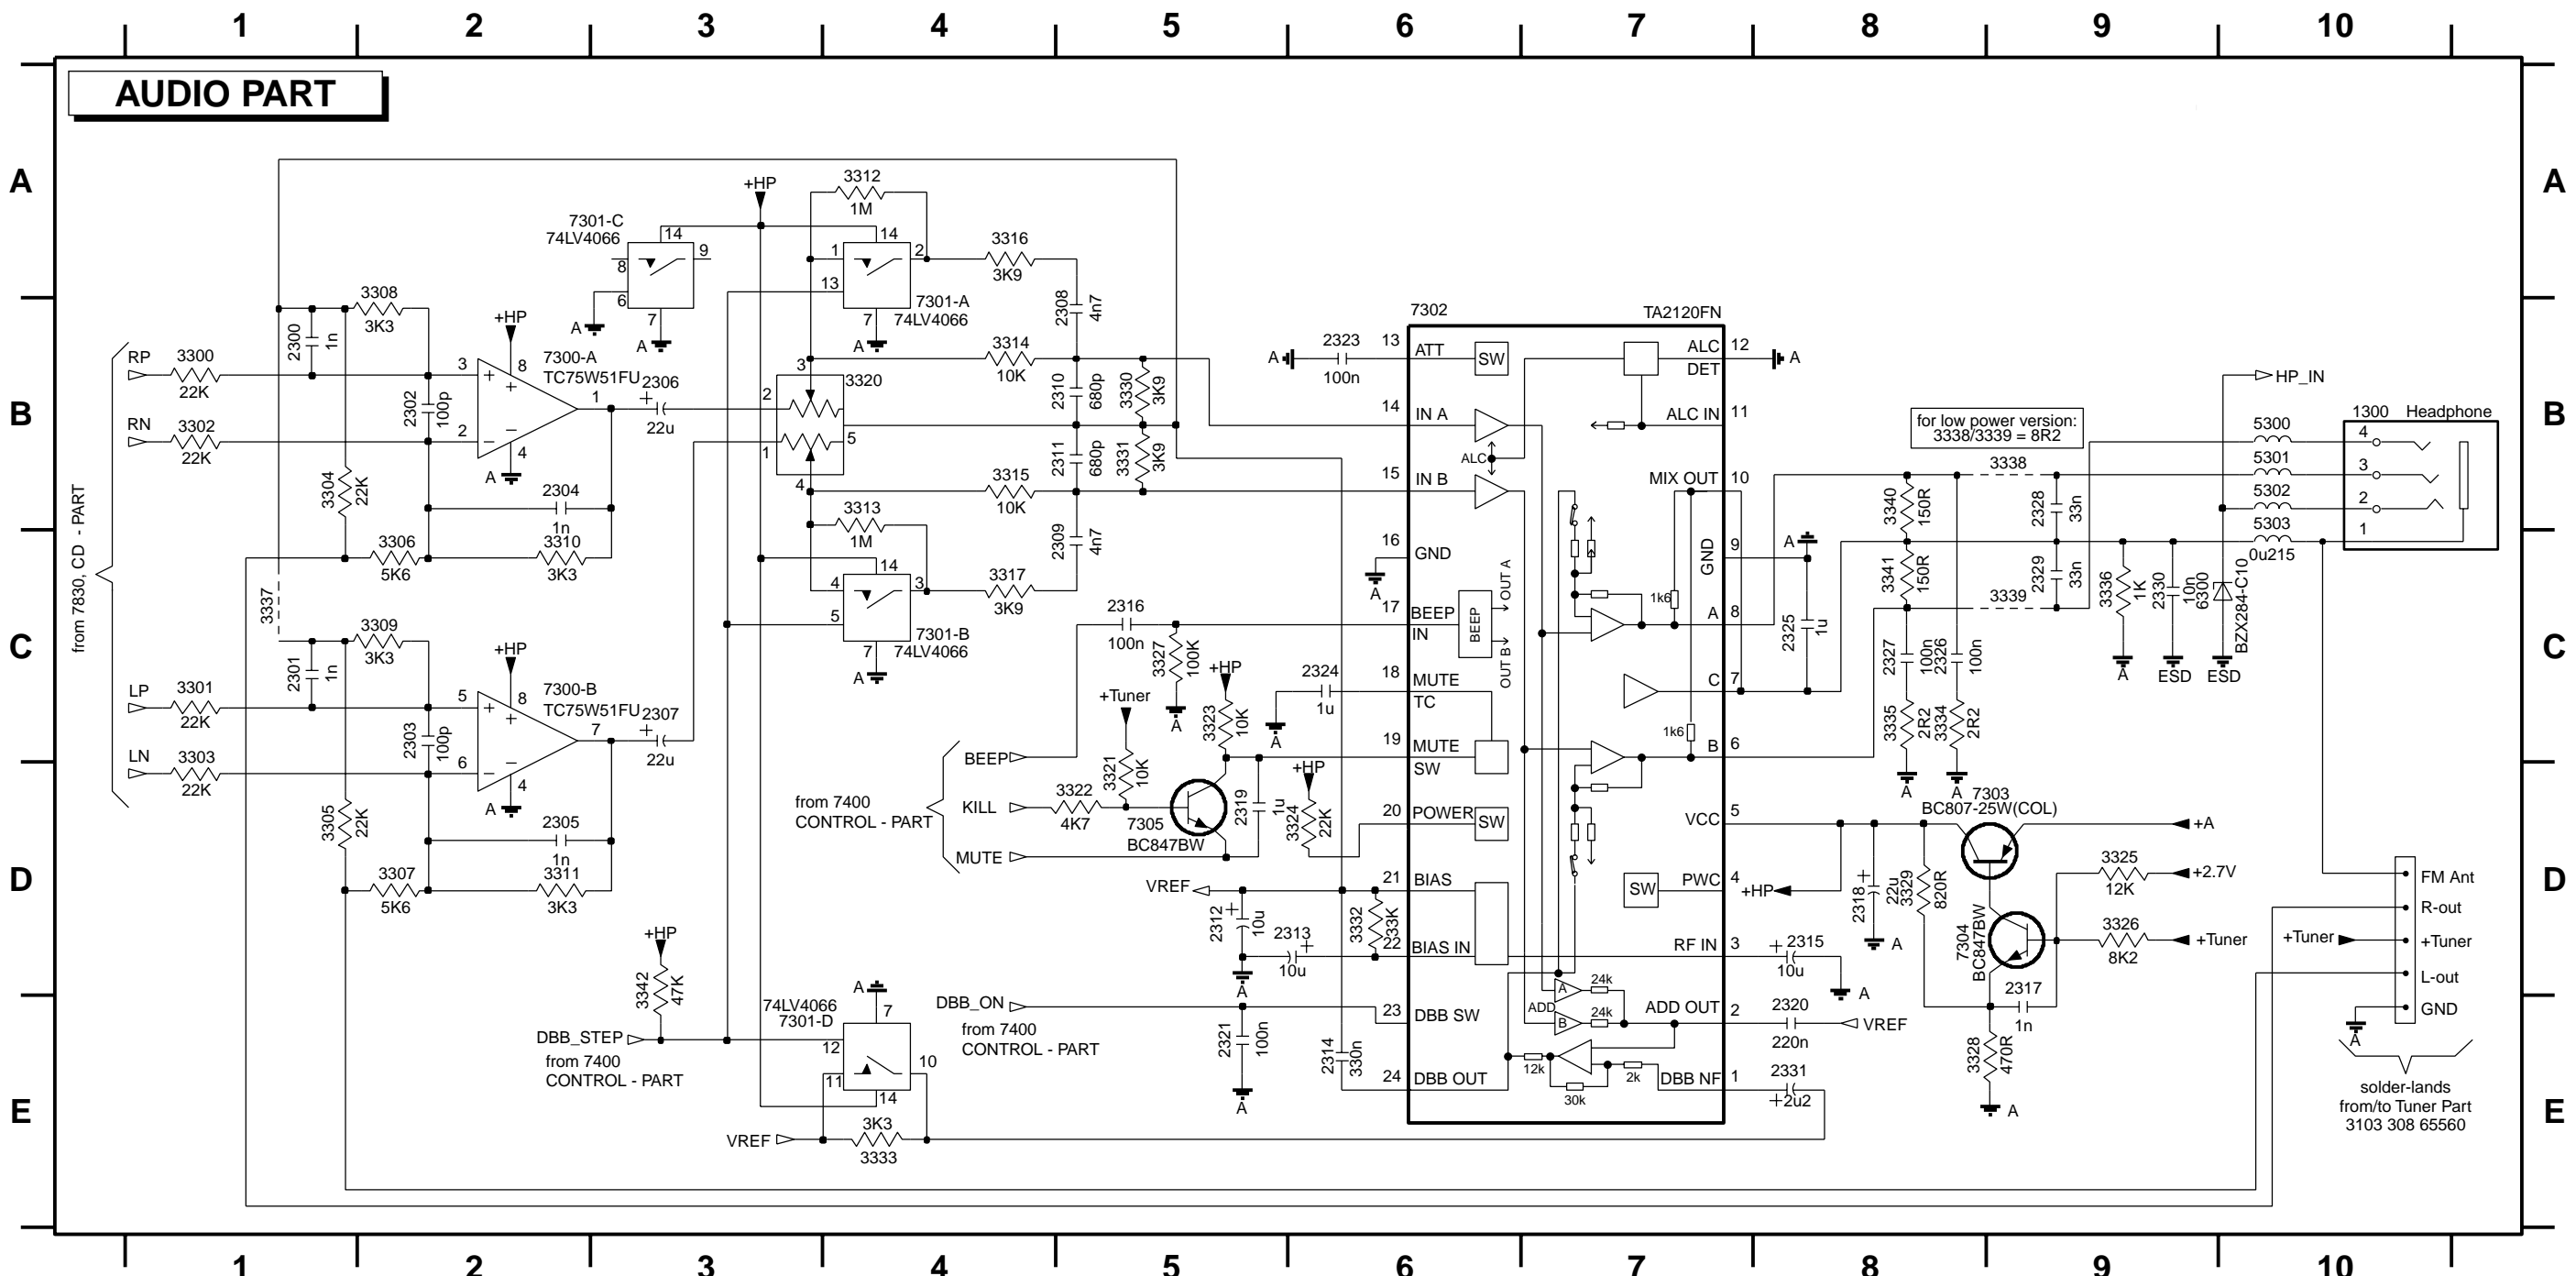 1 2 3 4 5 6 7 8 9 10
AUDIO PART
A A
B B
C C
D D
E E
from 7830, CD - PART
RP
3300
22K
RN
3302
22K
LP
3301
22K
LN
3303
22K
2300
1n
3308
3K3
3304
22K
3306
5K6
2302
100p
+HP
7300-A
TC75W51FU
3
2
8
1
4
A
2304
1n
3310
3K3
2306
+
22u
3337
2301
1n
3309
3K3
3305
22K
3307
5K6
2303
100p
+HP
7300-B
TC75W51FU
5
6
8
7
4
A
2305
1n
3311
3K3
2307
+
22u
7301-C
74LV4066
14
9
8
6
7
A
A
+HP
3312
1M
14
1
2
13
7
7301-A
74LV4066
A
3316
3K9
2308
4n7
3314
10K
3
3320
2
5
1
4
2310
680p
3330
3K9
2311
680p
3331
3K9
3315
10K
3313
1M
2309
4n7
14
4
3
5
7
7301-B
74LV4066
A
3317
3K9
2316
100n
3327
100K
A
+Tuner
3321
10K
+HP
3323
10K
BEEP
KILL
MUTE
from 7400
CONTROL - PART
3322
4K7
7305
BC847BW
2319
1u
+HP
3324
22K
2324
1u
A
VREF
2312
+
10u
A
2313
+
10u
3332
33K
+HP
3342
47K
DBB_STEP
from 7400
CONTROL - PART
74LV4066
7301-D
A
7
12
10
11
14
VREF
3K3
3333
DBB_ON
from 7400
CONTROL - PART
2321
100n
A
2314
330n
7302
TA2120FN
A
2323
100n
13
ATT
SW
14
IN A
15
IN B
ALC
16
GND
A
17
BEEP
IN
BEEP
OUT A
OUT B
18
MUTE
TC
19
MUTE
SW
20
POWER
SW
21
BIAS
22
BIAS IN
23
DBB SW
24
DBB OUT
ALC
DET
12
A
ALC IN
11
MIX OUT
10
GND
9
A
1k6
A
8
C
7
1k6
B
6
VCC
5
SW
PWC
4
+HP
RF IN
3
ADD
A
24k
B
24k
ADD OUT
2
12k
30k
2k
DBB NF
1
2325
1u
+
2315
10u
A
2320
220n
VREF
2331
+2u2
for low power version:
3338/3339 = 8R2
3338
3340
150R
2328
33n
3341
150R
2329
33n
3339
2327
100n
2326
100n
3335
2R2
3334
2R2
A
A
3336
1K
A
2330
10n
ESD
6300
BZX284-C10
ESD
HP_IN
5300
5301
5302
5303
0u215
1300 Headphone
4
3
2
1
7303
BC807-25W(COL)
+A
2318
+
22u
A
3329
820R
3325
12K
+2.7V
7304
BC847BW
3326
8K2
+Tuner
2317
1n
3328
470R
A
FM Ant
R-out
+Tuner
+Tuner
L-out
GND
A
solder-lands
from/to Tuner Part
3103 308 65560
1 2 3 4 5 6 7 8 9 10